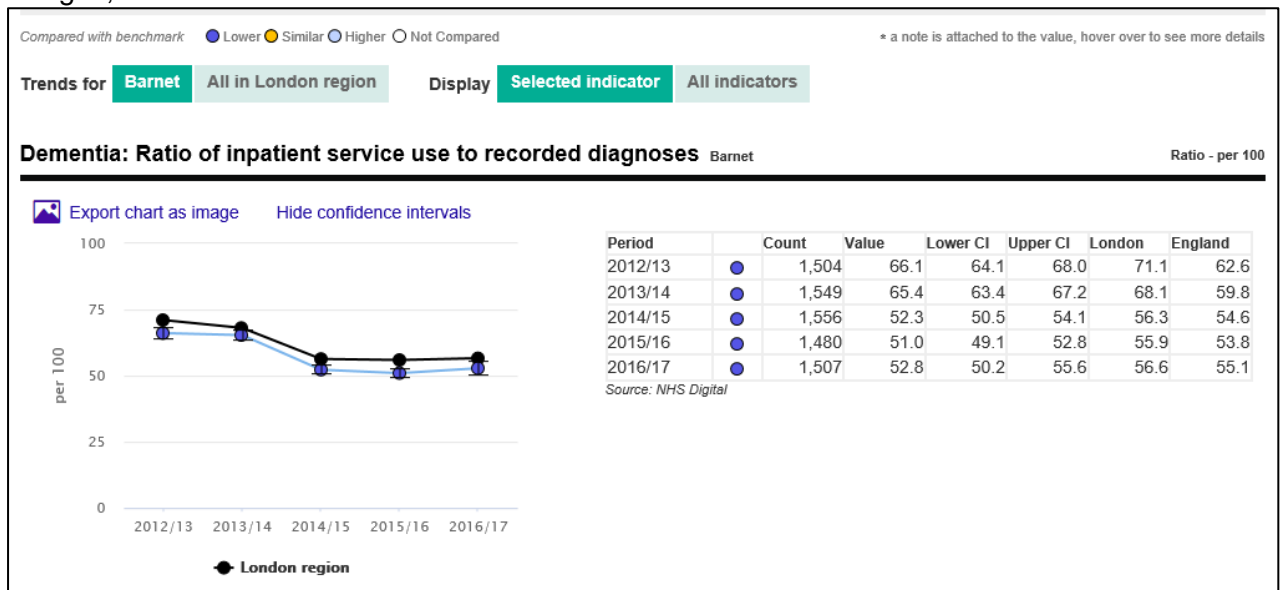 Compared with benchmark Lower Similar Higher Not Compared * a note is attached to the value, hover over to see more details
Trends for Barnet All in London region Display Selected indicator All indicators
Dementia: Ratio of inpatient service use to recorded diagnoses Barnet Ratio - per 100
Export chart as image Hide confidence intervals
100
75
50
25
0
per 100
2012/13 2013/14 2014/15 2015/16 2016/17
London region
Period Count Value Lower CI Upper CI London England
2012/13 1,504 66.1 64.1 68.0 71.1 62.6
2013/14 1,549 65.4 63.4 67.2 68.1 59.8
2014/15 1,556 52.3 50.5 54.1 56.3 54.6
2015/16 1,480 51.0 49.1 52.8 55.9 53.8
2016/17 1,507 52.8 50.2 55.6 56.6 55.1
Source: NHS Digital